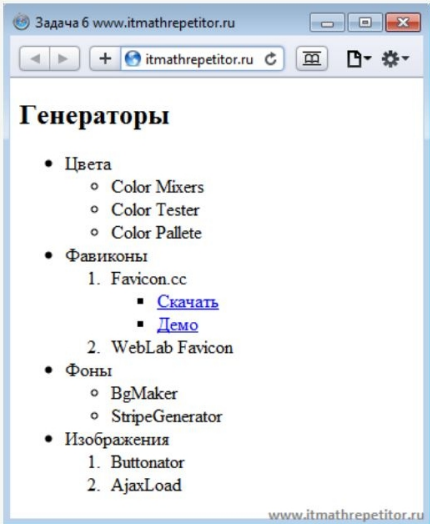 Задача 6 www.itmathrepetitor.ru
itmathrepetitor.ru
Генераторы
Цвета
Color Mixers
Color Tester
Color Pallete
Фавиконы
1. Favicon.cc
Скачать
Демо
2. WebLab Favicon
Фоны
BgMaker
StripeGenerator
Изображения
1. Buttonator
2. AjaxLoad
www.itmathrepetitor.ru